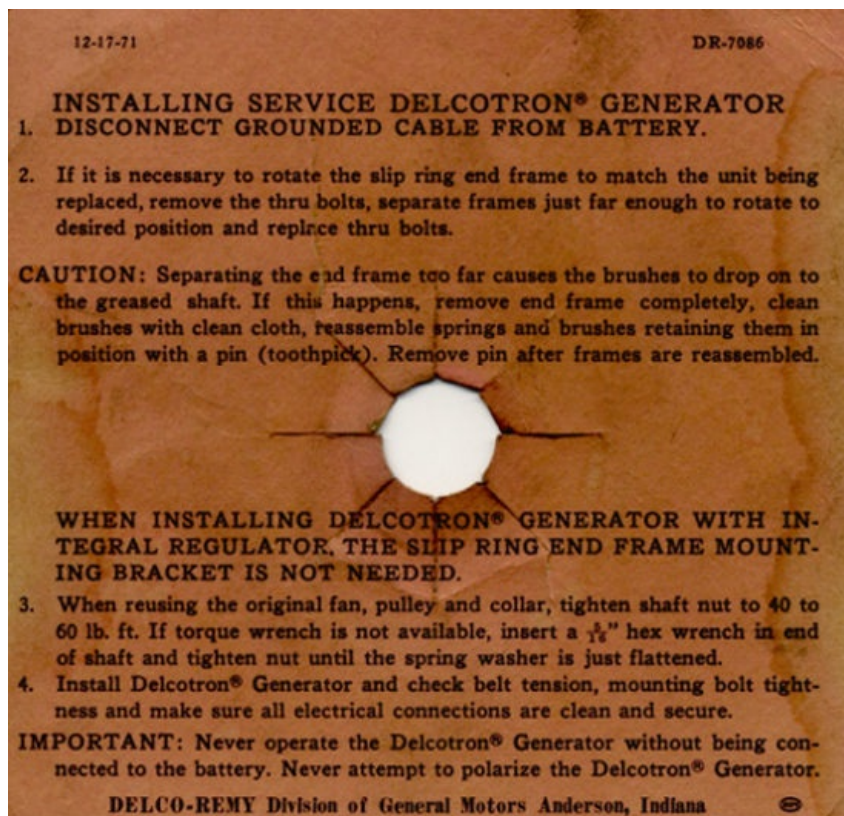 12-17-71 DR-7086
INSTALLING SERVICE DELCOTRON® GENERATOR
1. DISCONNECT GROUNDED CABLE FROM BATTERY.
2. If it is necessary to rotate the slip ring end frame to match the unit being
replaced, remove the thru bolts, separate frames just far enough to rotate to
desired position and replace thru bolts.
CAUTION: Separating the end frame too far causes the brushes to drop on to
the greased shaft. If this happens, remove end frame completely, clean
brushes with clean cloth, reassemble springs and brushes retaining them in
position with a pin (toothpick). Remove pin after frames are reassembled.
WHEN INSTALLING DELCOTRON® GENERATOR WITH IN-
TEGRAL REGULATOR, THE SLIP RING END FRAME MOUNT-
ING BRACKET IS NOT NEEDED.
3. When reusing the original fan, pulley and collar, tighten shaft nut to 40 to
60 lb. ft. If torque wrench is not available, insert a 5/16” hex wrench in end
of shaft and tighten nut until the spring washer is just flattened.
4. Install Delcotron® Generator and check belt tension, mounting bolt tight-
ness and make sure all electrical connections are clean and secure.
IMPORTANT: Never operate the Delcotron® Generator without being con-
nected to the battery. Never attempt to polarize the Delcotron® Generator.
DELCO-REMY Division of General Motors Anderson, Indiana